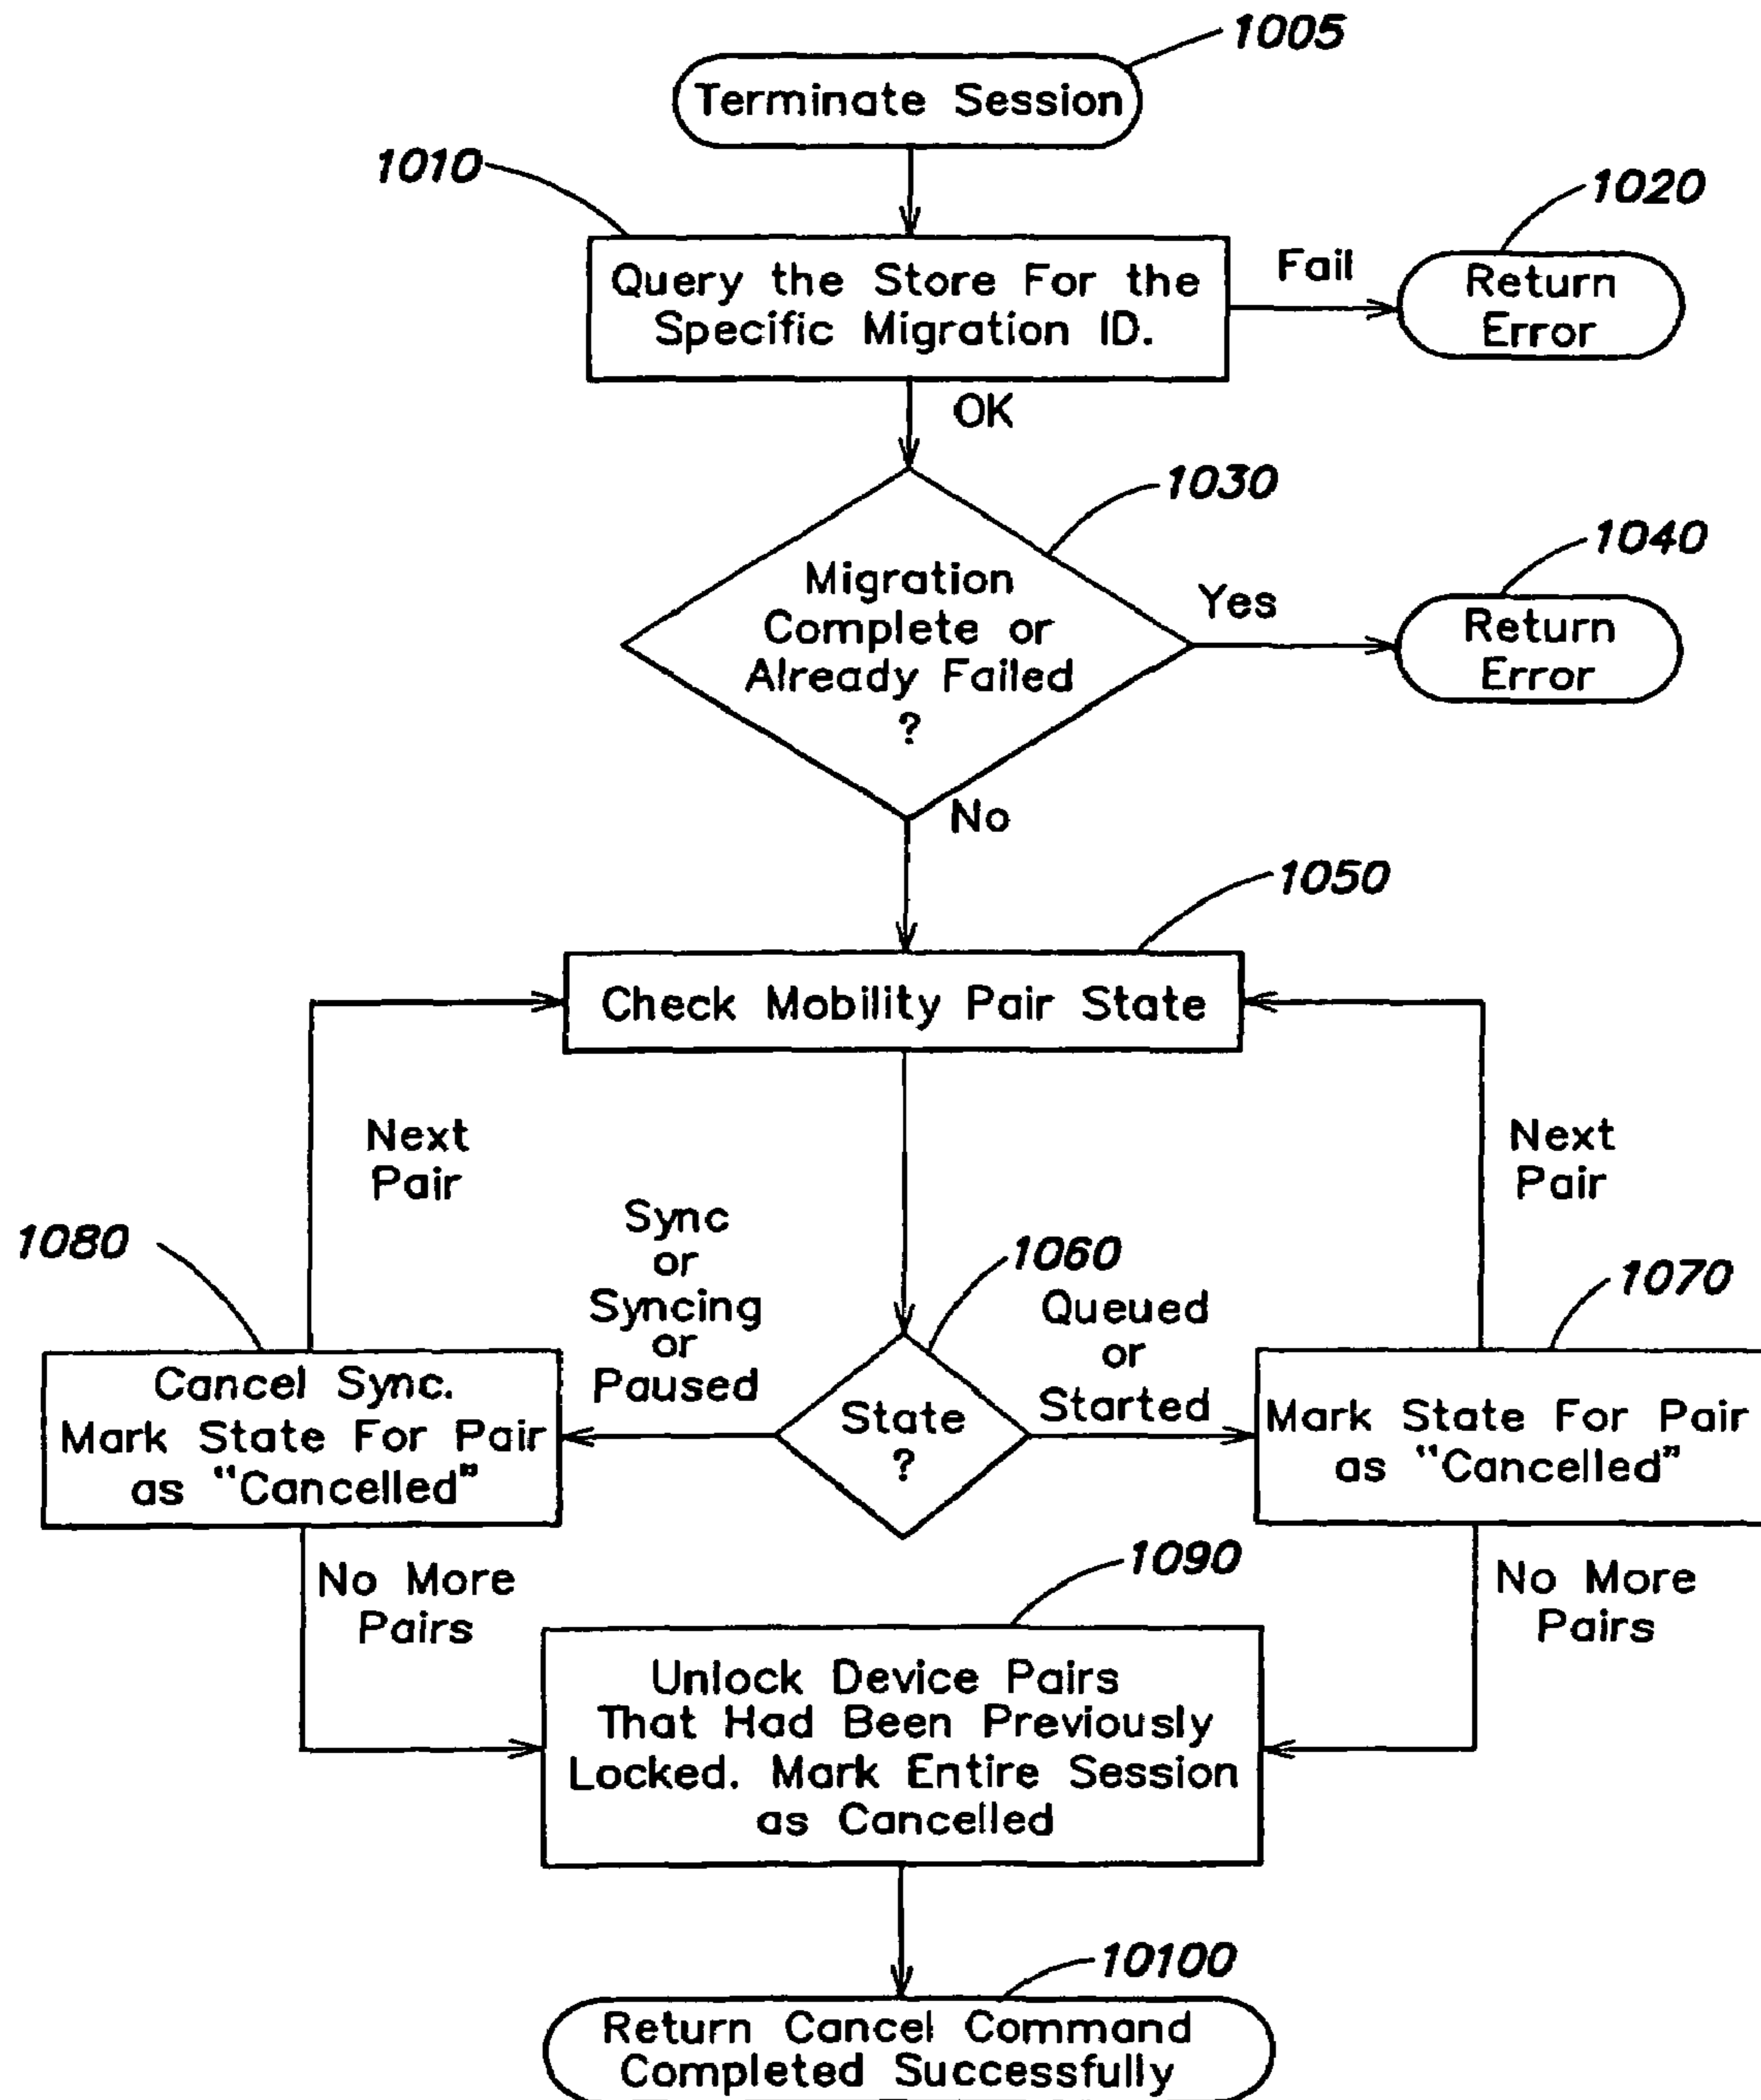 1005
Terminate Session
1010
1020
Query the Store For the
Specific Migration ID.
Fail
Return
Error
OK
1030
1040
Migration
Complete or
Already Failed
?
Yes
Return
Error
No
1050
Check Mobility Pair State
Next
Pair
Next
Pair
1080
Sync
or
Syncing
or
Paused
1060
Queued
or
Started
1070
Cancel Sync.
Mark State For Pair
as "Cancelled"
State
?
Mark State For Pair
as "Cancelled"
No More
Pairs
1090
No More
Pairs
Unlock Device Pairs
That Had Been Previously
Locked. Mark Entire Session
as Cancelled
10100
Return Cancel Command
Completed Successfully